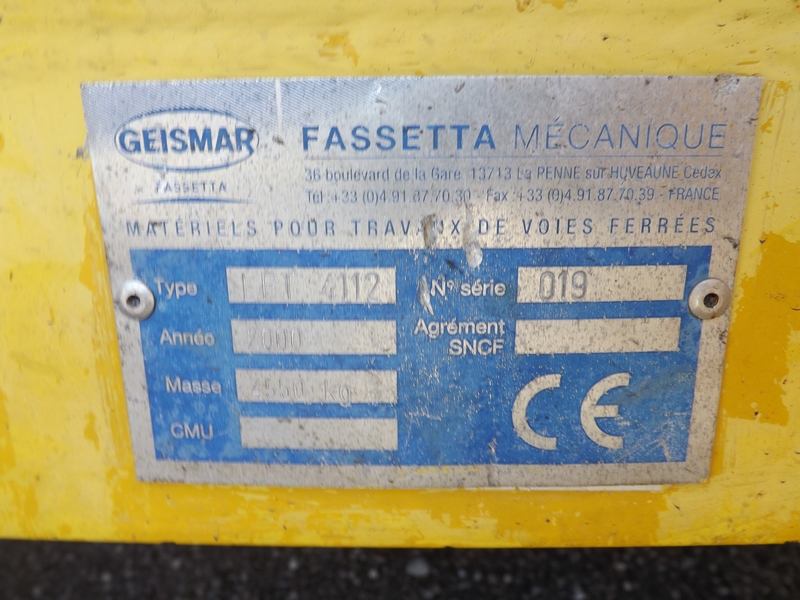 GEISMAR
FASSETTA
FASSETTA MÉCANIQUE
36 boulevard de la Gare 13713 La PENNE sur HUVEAUNE Cedex
Tél :+33 (0)4.91.87.70.30 - Fax :+33 (0)4.91.87.70.39 - FRANCE
MATÉRIELS POUR TRAVAUX DE VOIES FERRÉES
Type 4112
N° série 019
Année 2000
Agrément
SNCF
Masse kg
CMU
CE